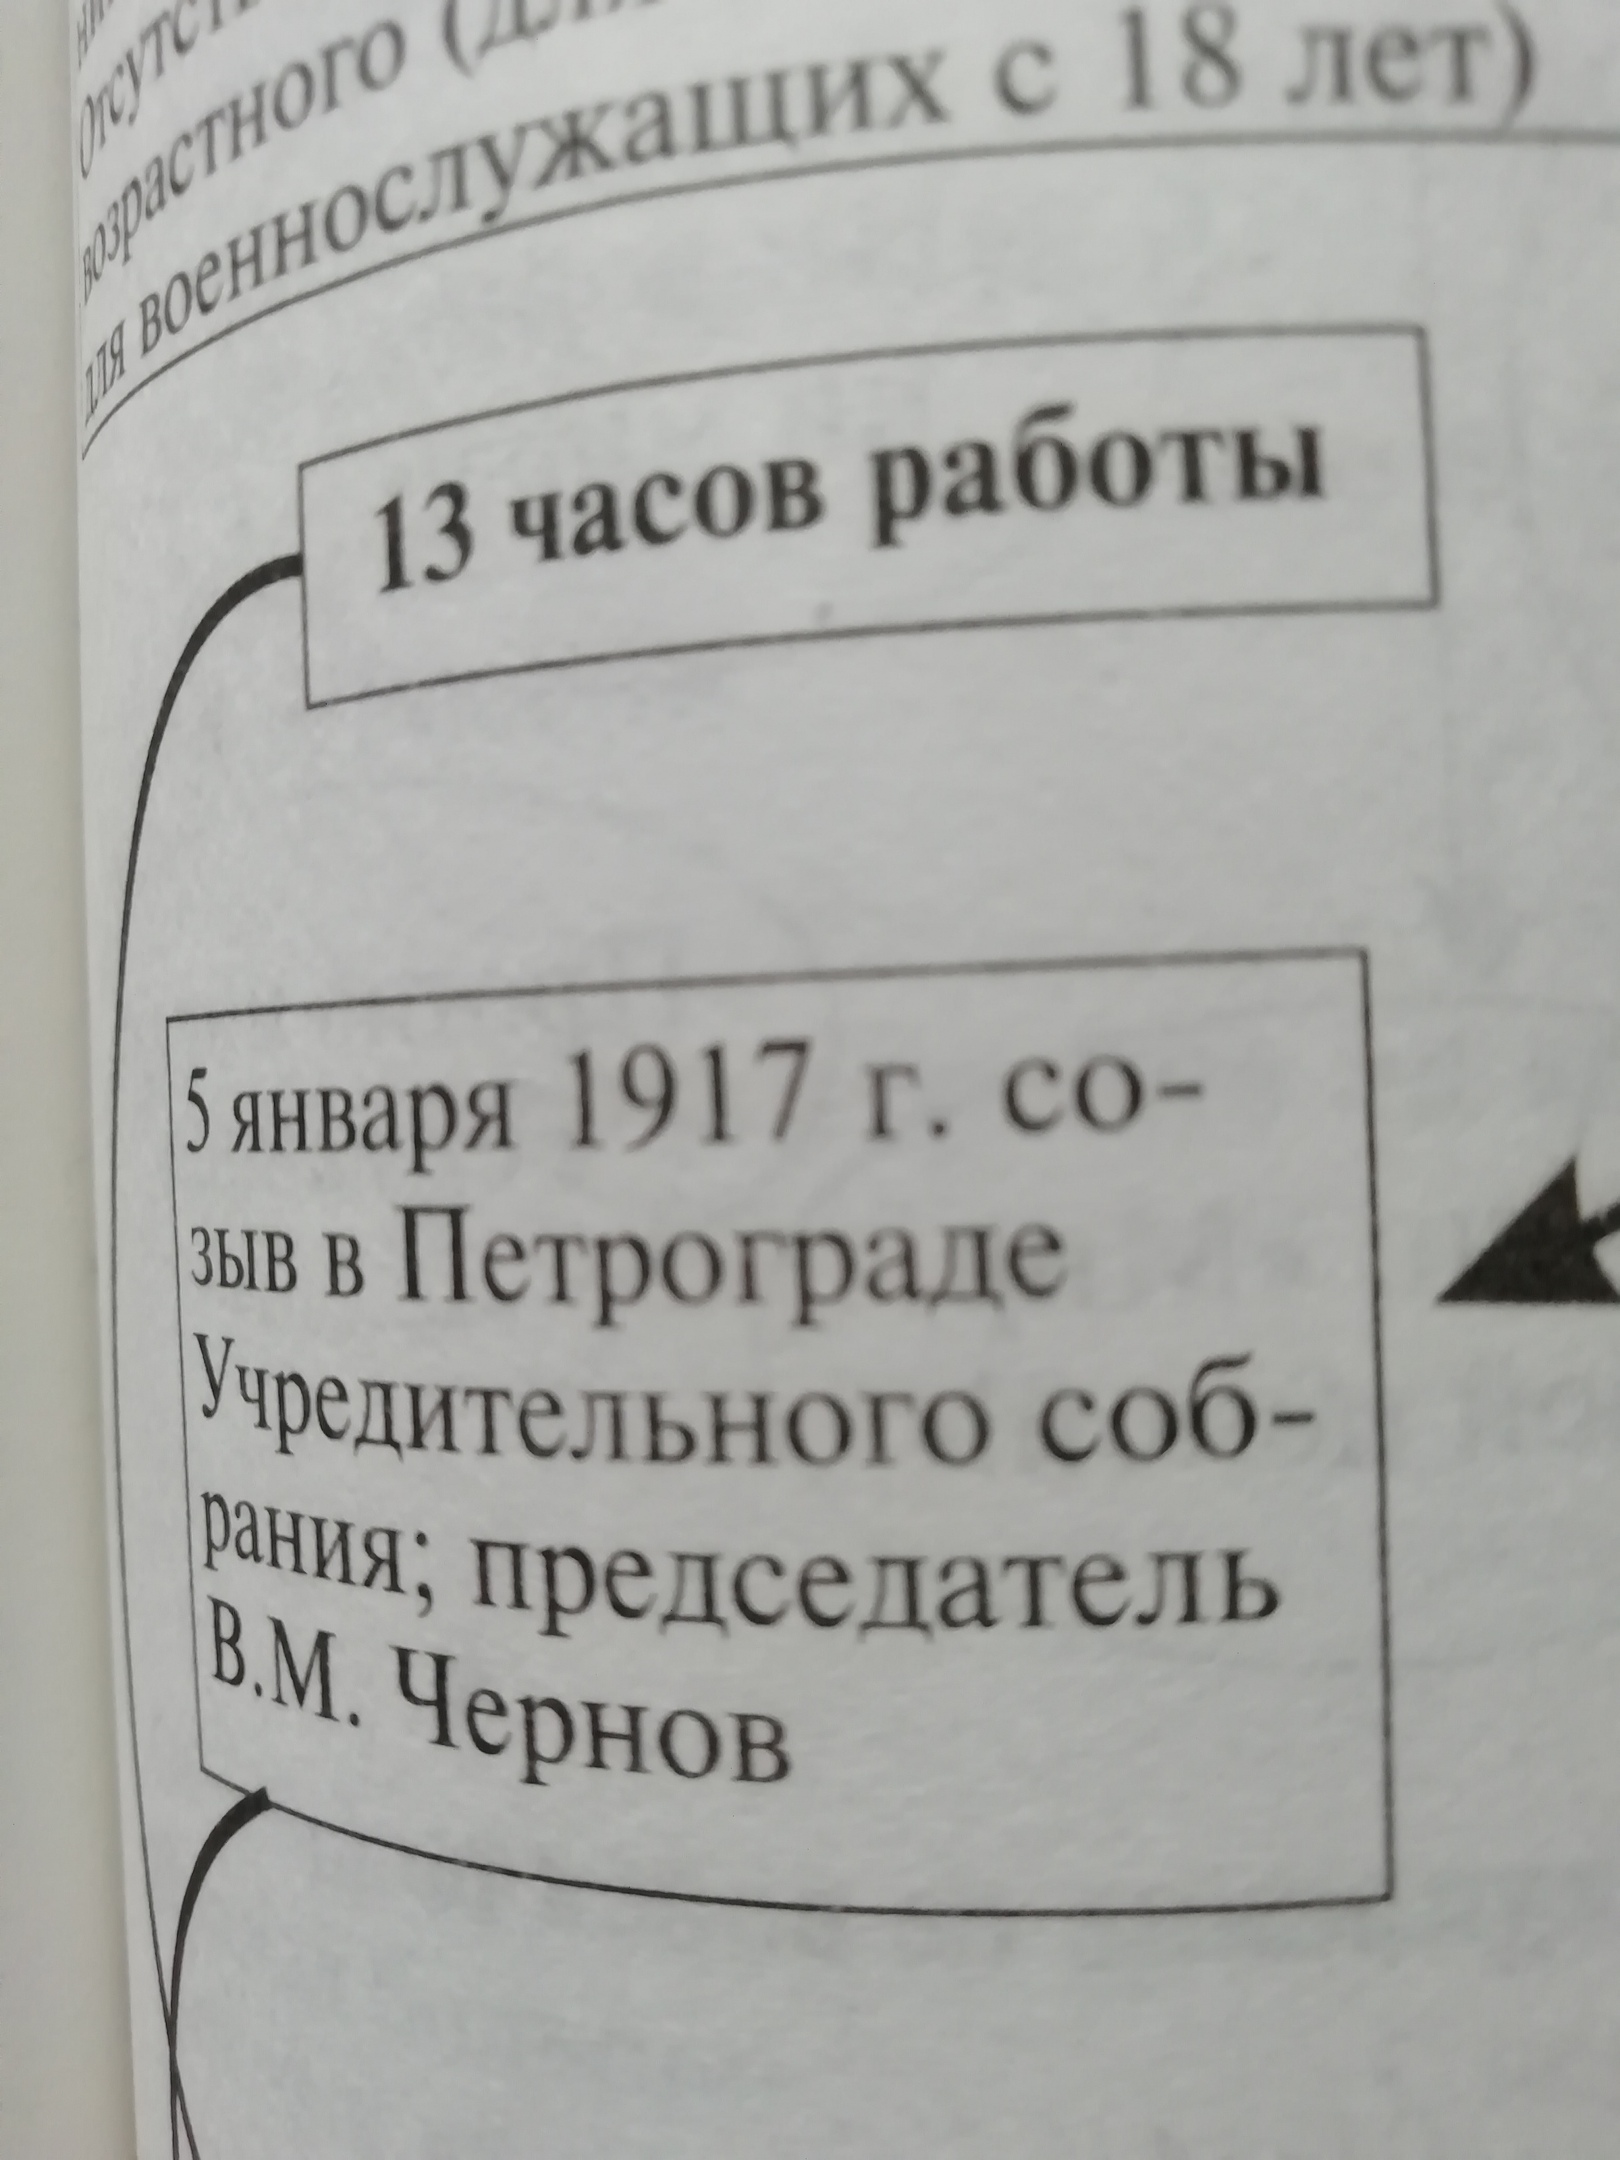 возрастного
для военнослужащих с 18 лет)
13 часов работы
5 января 1917 г. со-
зыв в Петрограде
Учредительного соб-
рания; председатель
В.М. Чернов